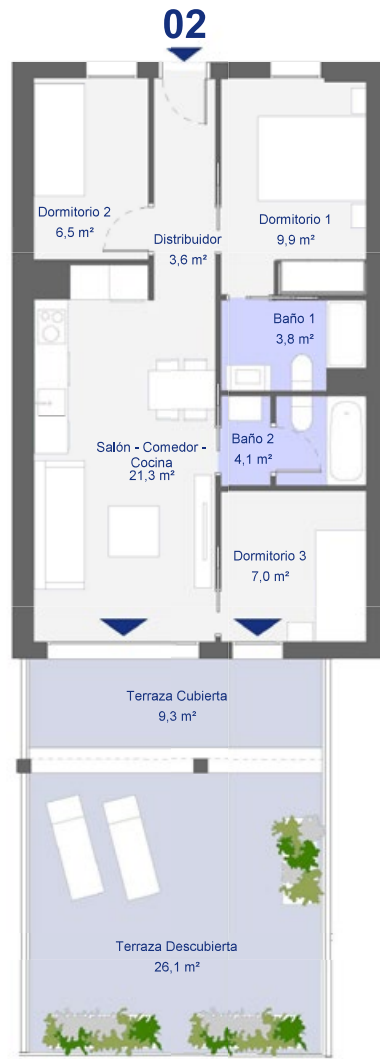 02
Dormitorio 2
6,5 m²
Distribuidor
3,6 m²
Dormitorio 1
9,9 m²
Baño 1
3,8 m²
Salón - Comedor -
Cocina
21,3 m²
Baño 2
4,1 m²
Dormitorio 3
7,0 m²
Terraza Cubierta
9,3 m²
Terraza Descubierta
26,1 m²